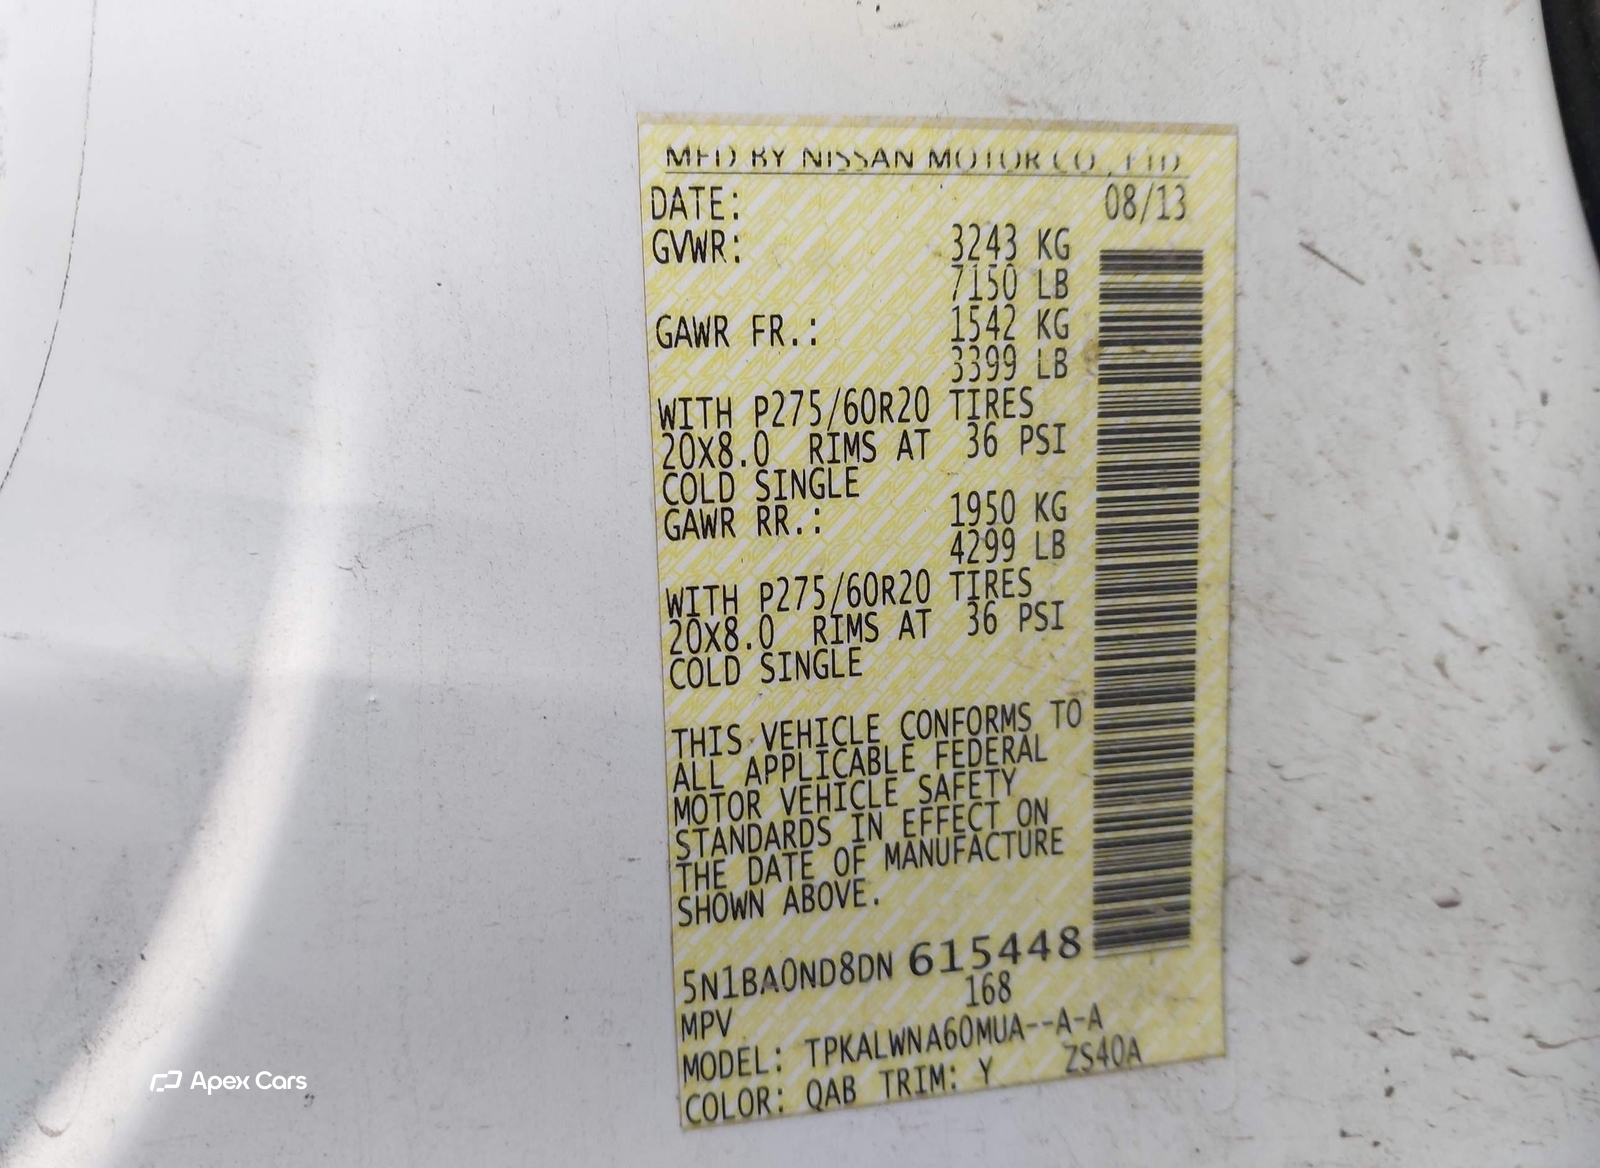 MFD BY NISSAN MOTOR CO., LTD
DATE: 08/13
GVWR: 3243 KG
7150 LB
GAWR FR.: 1542 KG
3399 LB
WITH P275/60R20 TIRES
20X8.0 RIMS AT 36 PSI
COLD SINGLE
GAWR RR.: 1950 KG
4299 LB
WITH P275/60R20 TIRES
20X8.0 RIMS AT 36 PSI
COLD SINGLE
THIS VEHICLE CONFORMS TO
ALL APPLICABLE FEDERAL
MOTOR VEHICLE SAFETY
STANDARDS IN EFFECT ON
THE DATE OF MANUFACTURE
SHOWN ABOVE.
5N1BA0ND8DN 615448
MPV 168
MODEL: TPKALWNA60MUA--A-A
COLOR: QAB TRIM: Y ZS40A
Apex Cars